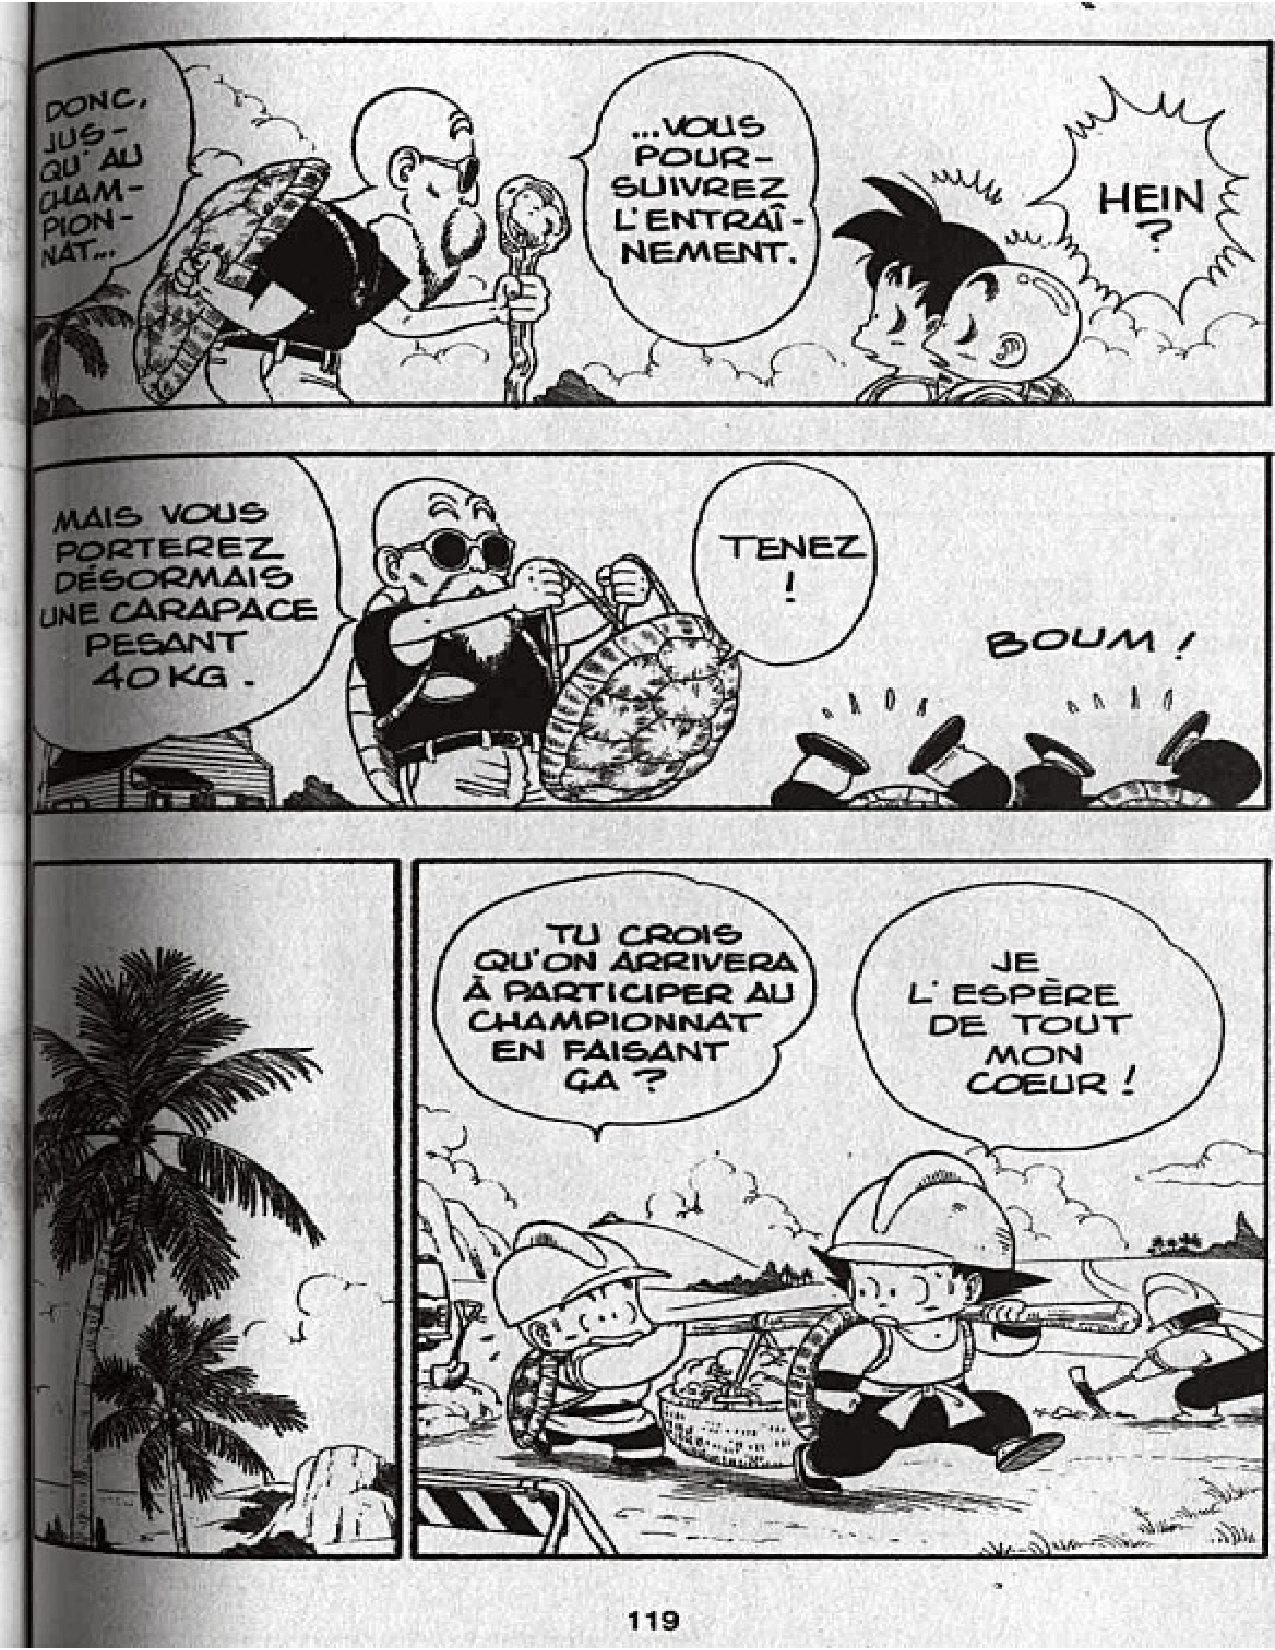 DONC,
JUS-
QU'AU
CHAM-
PION-
NAT...
...VOUS
POUR-
SUIVREZ
L'ENTRAÎ-
NEMENT.
HEIN
?
MAIS VOUS
PORTEREZ
DÉSORMAIS
UNE CARAPACE
PESANT
40 KG.
TENEZ
!
BOUM !
TU CROIS
QU'ON ARRIVERA
À PARTICIPER AU
CHAMPIONNAT
EN FAISANT
ÇA ?
JE
L'ESPÈRE
DE TOUT
MON
COEUR !
119